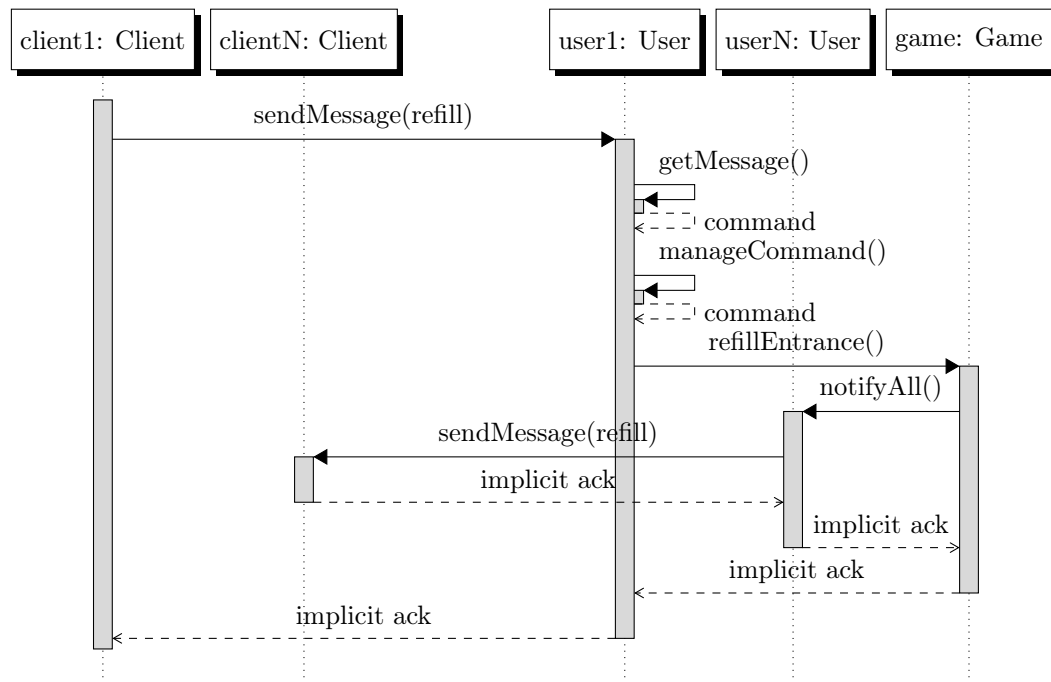 client1: Client
clientN: Client
user1: User
userN: User
game: Game
sendMessage(refill)
getMessage()
command
manageCommand()
command
refillEntrance()
notifyAll()
sendMessage(refill)
implicit ack
implicit ack
implicit ack
implicit ack